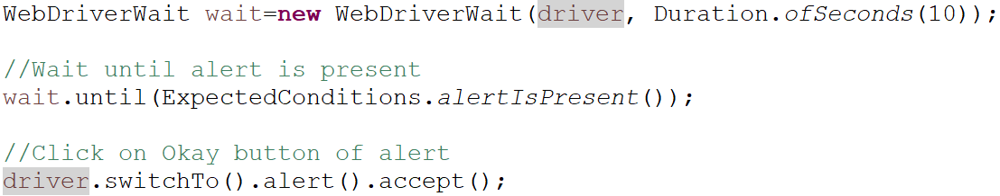 WebDriverWait wait=new WebDriverWait(driver, Duration.ofSeconds(10));
//Wait until alert is present
wait.until(ExpectedConditions.alertIsPresent());
//Click on Okay button of alert
driver.switchTo().alert().accept();